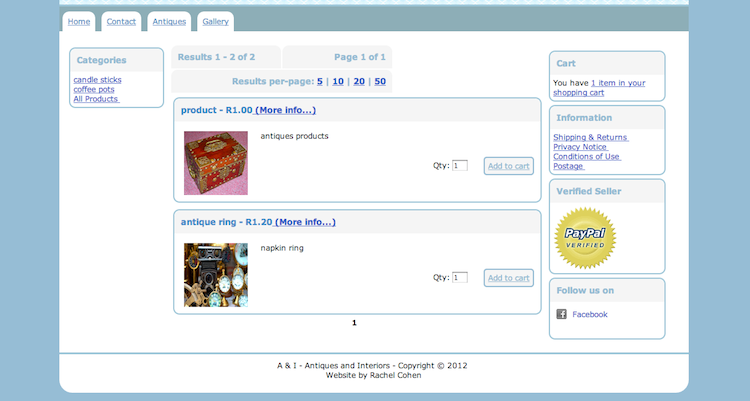 Home Contact Antiques Gallery
Categories
candle sticks
coffee pots
All Products
Results 1 - 2 of 2 Page 1 of 1
Results per-page: 5 | 10 | 20 | 50
product - R1.00 (More info...)
antiques products
Qty: 1 Add to cart
antique ring - R1.20 (More info...)
napkin ring
Qty: 1 Add to cart
1
Cart
You have 1 item in your
shopping cart
Information
Shipping & Returns
Privacy Notice
Conditions of Use
Postage
Verified Seller
PayPal
VERIFIED
Follow us on
Facebook
A & I - Antiques and Interiors - Copyright © 2012
Website by Rachel Cohen